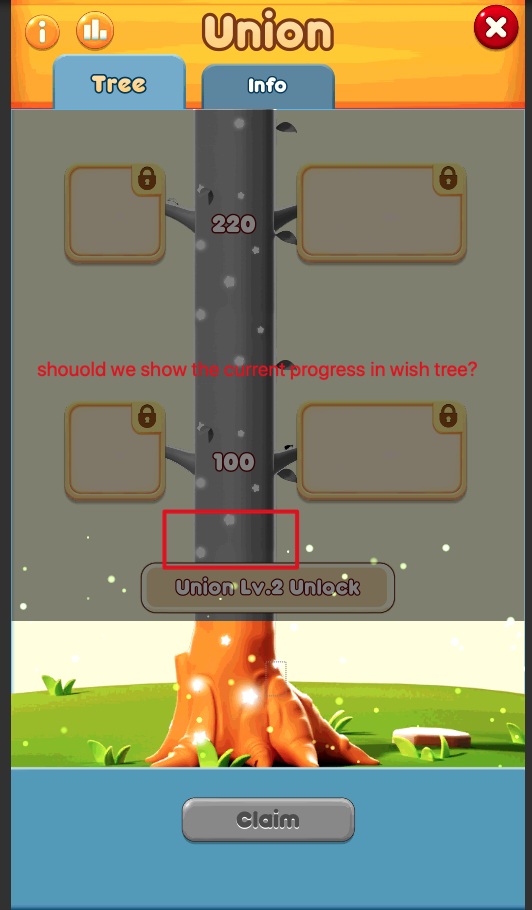 Union
Tree
Info
220
shouold we show the current progress in wish tree?
100
Union Lv.2 Unlock
Claim